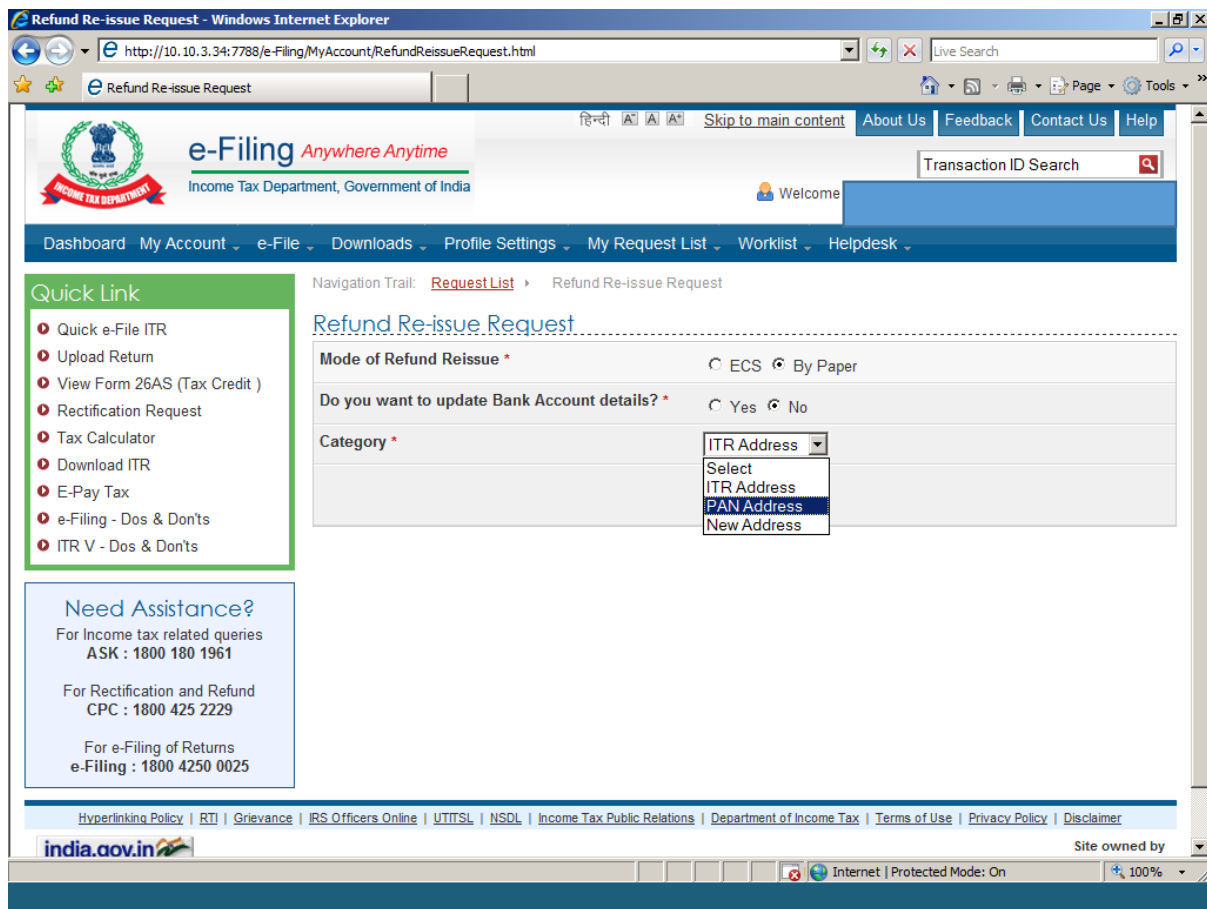 Refund Re-issue Request - Windows Internet Explorer
http://10.10.3.34:7788/e-Filing/MyAccount/RefundReissueRequest.html
Live Search
Refund Re-issue Request
Page
Tools
»
हिन्दी A- A A+ Skip to main content About Us Feedback Contact Us Help
e-Filing Anywhere Anytime
Income Tax Department, Government of India
INCOME TAX DEPARTMENT
Transaction ID Search
Welcome
Dashboard My Account e-File Downloads Profile Settings My Request List Worklist Helpdesk
Quick Link
Quick e-File ITR
Upload Return
View Form 26AS (Tax Credit )
Rectification Request
Tax Calculator
Download ITR
E-Pay Tax
e-Filing - Dos & Don'ts
ITR V - Dos & Don'ts
Need Assistance?
For Income tax related queries
ASK : 1800 180 1961
For Rectification and Refund
CPC : 1800 425 2229
For e-Filing of Returns
e-Filing : 1800 4250 0025
Navigation Trail: Request List Refund Re-issue Request
Refund Re-issue Request
Mode of Refund Reissue * ECS By Paper
Do you want to update Bank Account details? * Yes No
Category * ITR Address
Select
ITR Address
PAN Address
New Address
Hyperlinking Policy | RTI | Grievance | IRS Officers Online | UTITSL | NSDL | Income Tax Public Relations | Department of Income Tax | Terms of Use | Privacy Policy | Disclaimer
india.gov.in
Site owned by
Internet | Protected Mode: On
100%